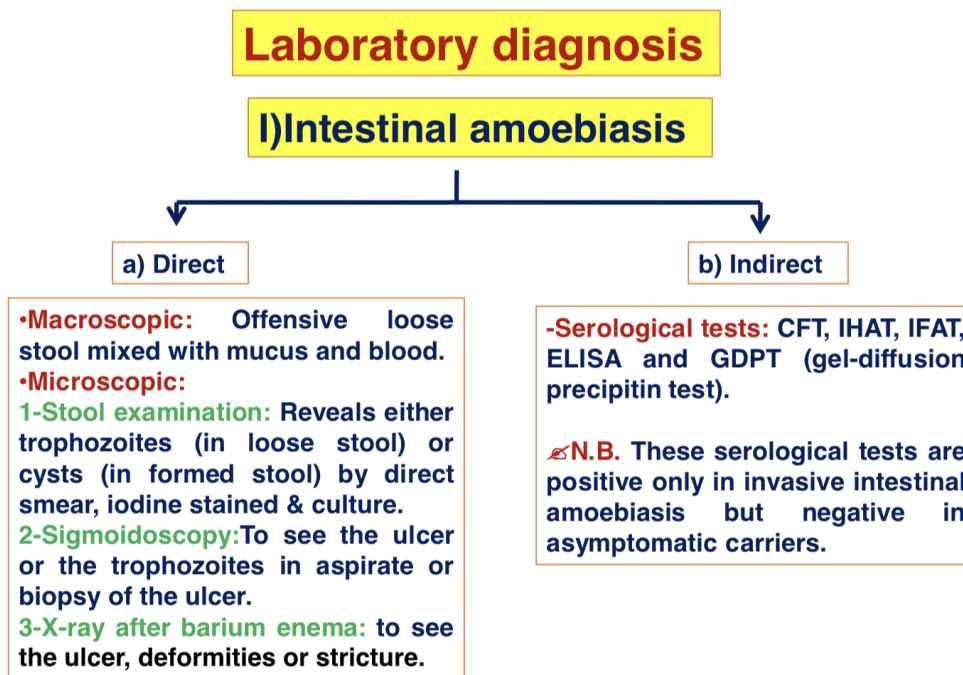 Laboratory diagnosis
I)Intestinal amoebiasis
a) Direct
•Macroscopic: Offensive loose
stool mixed with mucus and blood.
•Microscopic:
1-Stool examination: Reveals either
trophozoites (in loose stool) or
cysts (in formed stool) by direct
smear, iodine stained & culture.
2-Sigmoidoscopy:To see the ulcer
or the trophozoites in aspirate or
biopsy of the ulcer.
3-X-ray after barium enema: to see
the ulcer, deformities or stricture.
b) Indirect
-Serological tests: CFT, IHAT, IFAT,
ELISA and GDPT (gel-diffusion
precipitin test).
✍N.B. These serological tests are
positive only in invasive intestinal
amoebiasis but negative in
asymptomatic carriers.